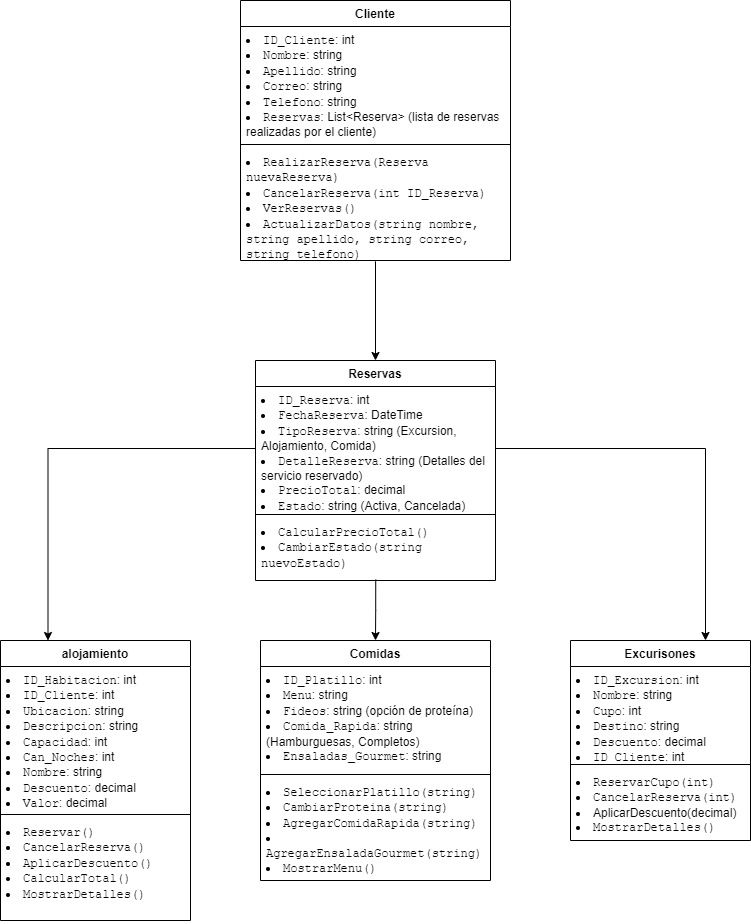 Cliente
• ID_Cliente: int
• Nombre: string
• Apellido: string
• Correo: string
• Telefono: string
• Reservas: List<Reserva> (lista de reservas
realizadas por el cliente)
• RealizarReserva(Reserva
nuevaReserva)
• CancelarReserva(int ID_Reserva)
• VerReservas()
• ActualizarDatos(string nombre,
string apellido, string correo,
string telefono)
Reservas
• ID_Reserva: int
• FechaReserva: DateTime
• TipoReserva: string (Excursion,
Alojamiento, Comida)
• DetalleReserva: string (Detalles del
servicio reservado)
• PrecioTotal: decimal
• Estado: string (Activa, Cancelada)
• CalcularPrecioTotal()
• CambiarEstado(string
nuevoEstado)
alojamiento
• ID_Habitacion: int
• ID_Cliente: int
• Ubicacion: string
• Descripcion: string
• Capacidad: int
• Can_Noches: int
• Nombre: string
• Descuento: decimal
• Valor: decimal
• Reservar()
• CancelarReserva()
• AplicarDescuento()
• CalcularTotal()
• MostrarDetalles()
Comidas
• ID_Platillo: int
• Menu: string
• Fideos: string (opción de proteína)
• Comida_Rapida: string
(Hamburguesas, Completos)
• Ensaladas_Gourmet: string
• SeleccionarPlatillo(string)
• CambiarProteina(string)
• AgregarComidaRapida(string)
•
AgregarEnsaladaGourmet(string)
• MostrarMenu()
Excurisones
• ID_Excursion: int
• Nombre: string
• Cupo: int
• Destino: string
• Descuento: decimal
• ID_Cliente: int
• ReservarCupo(int)
• CancelarReserva(int)
• AplicarDescuento(decimal)
• MostrarDetalles()